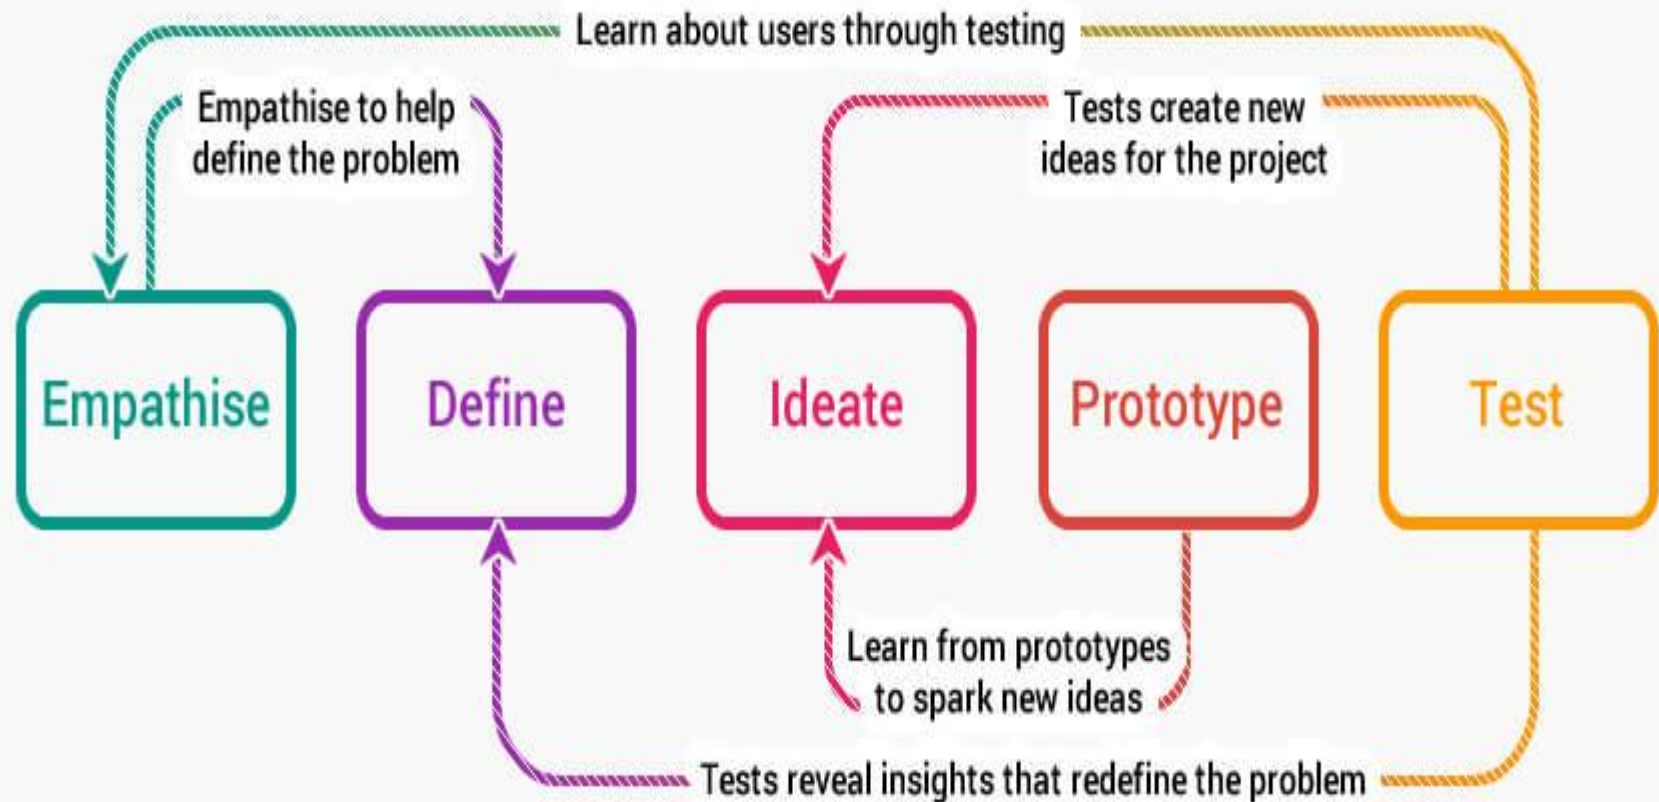 Learn about users through testing
Empathise to help
define the problem
Tests create new
ideas for the project
Empathise
Define
Ideate
Prototype
Test
Learn from prototypes
to spark new ideas
Tests reveal insights that redefine the problem